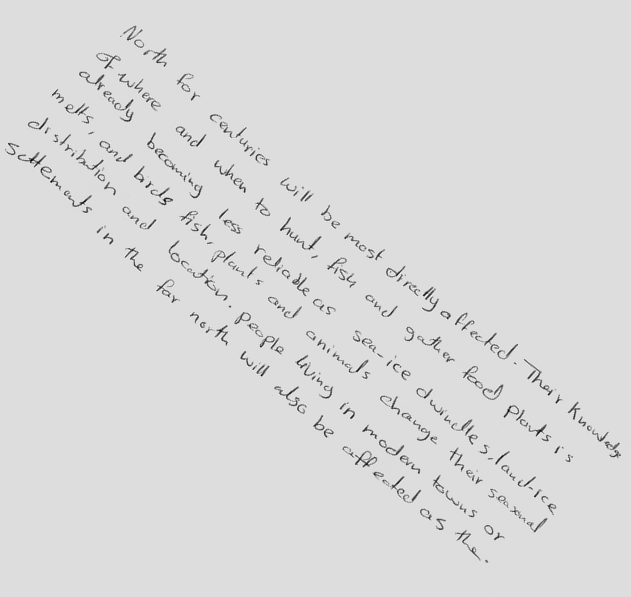 North for centuries will be most directly affected. Their Knowledge
of where and when to hunt, fish and gather food plants is
already becoming less reliable as sea-ice dwindles, land-ice
melts, and birds fish, plants and animals change their seasonal
distribution and location. People living in modern towns or
settlements in the far north will also be affected as the.